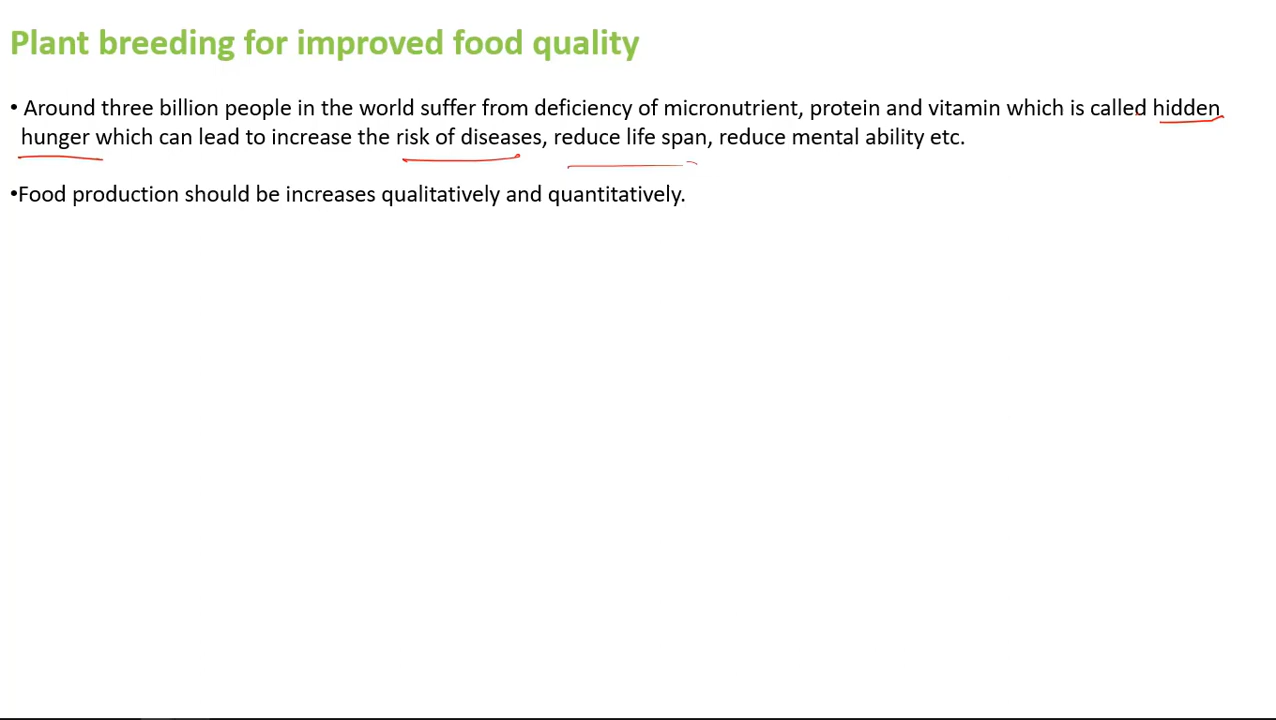 Plant breeding for improved food quality
• Around three billion people in the world suffer from deficiency of micronutrient, protein and vitamin which is called hidden
hunger which can lead to increase the risk of diseases, reduce life span, reduce mental ability etc.
•Food production should be increases qualitatively and quantitatively.